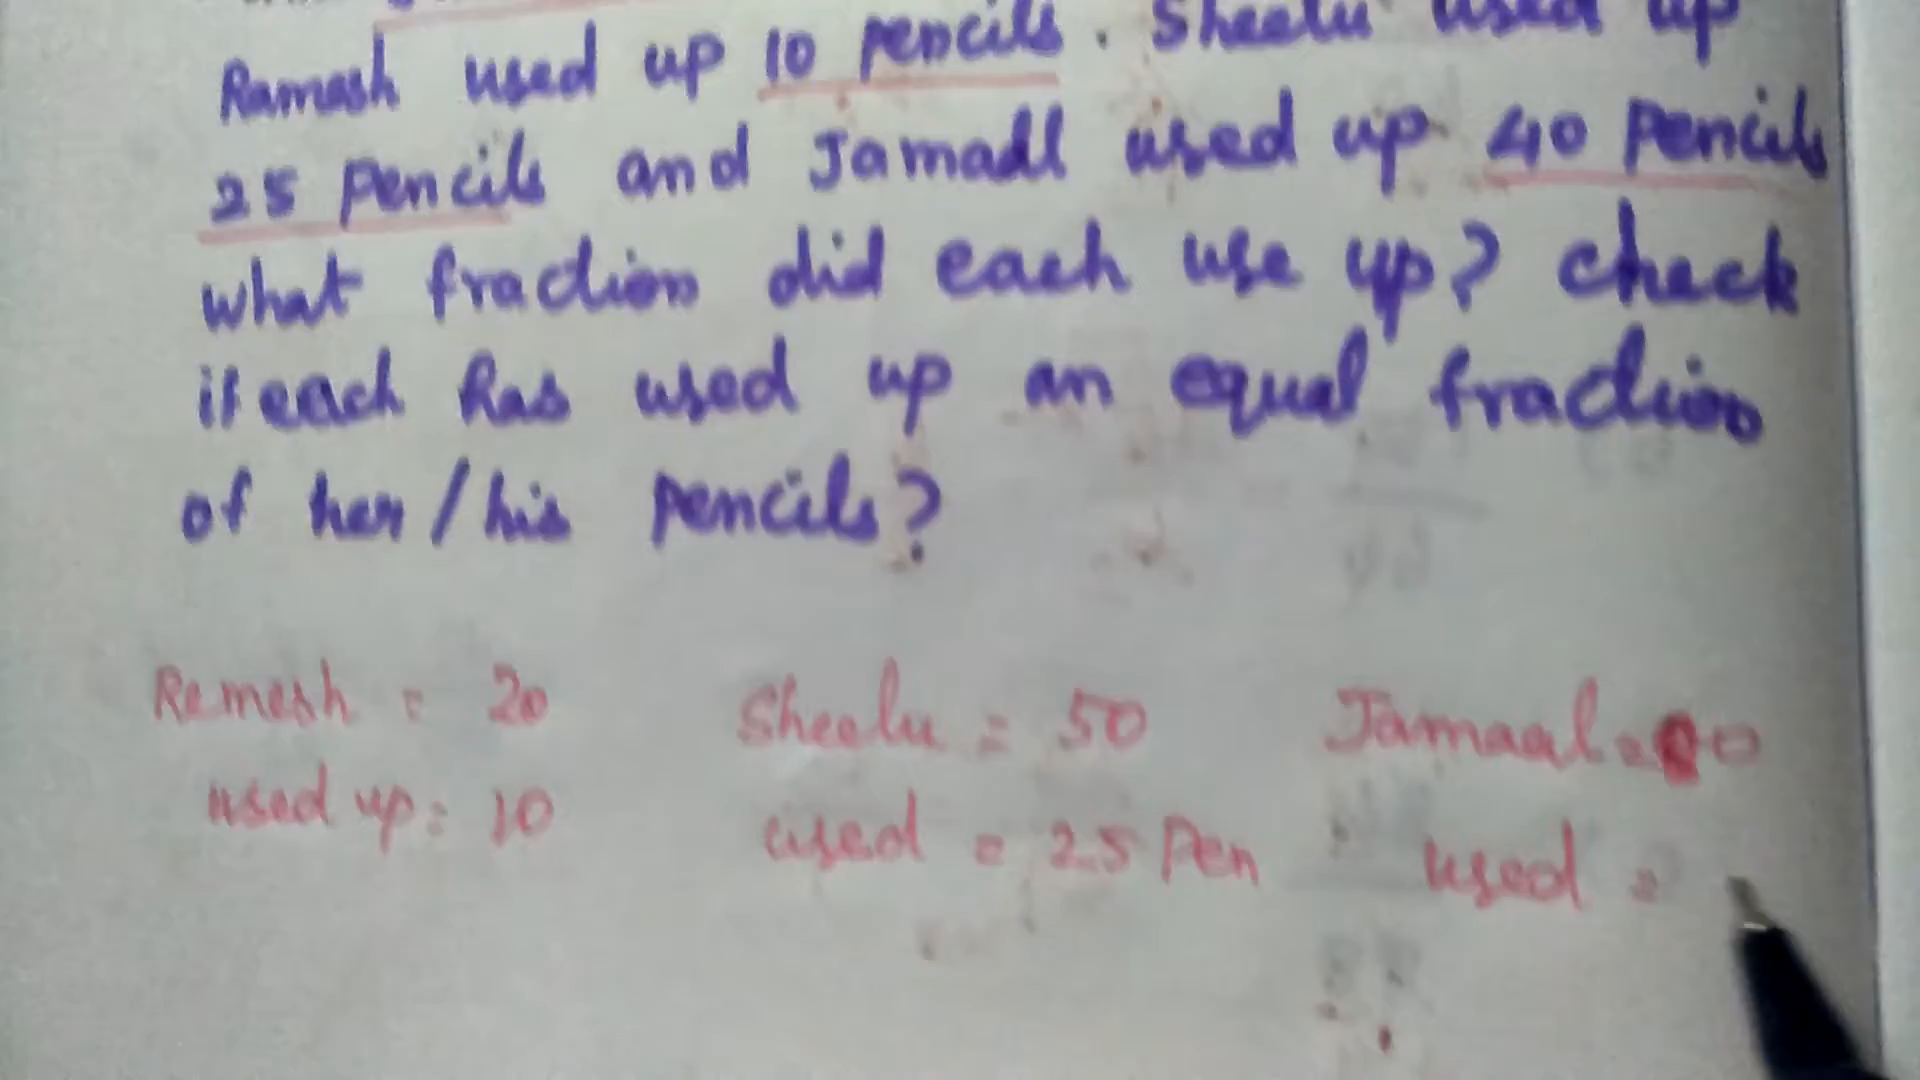 Ramesh used up 10 pencils. Sheelu used up
25 pencils and Jamaal used up 40 pencils
what fraction did each use up? check
if each has used up an equal fraction
of her/his pencils?
Remesh = 20 Sheelu = 50 Jamaal =
used up = 10 used = 25 Pen used =